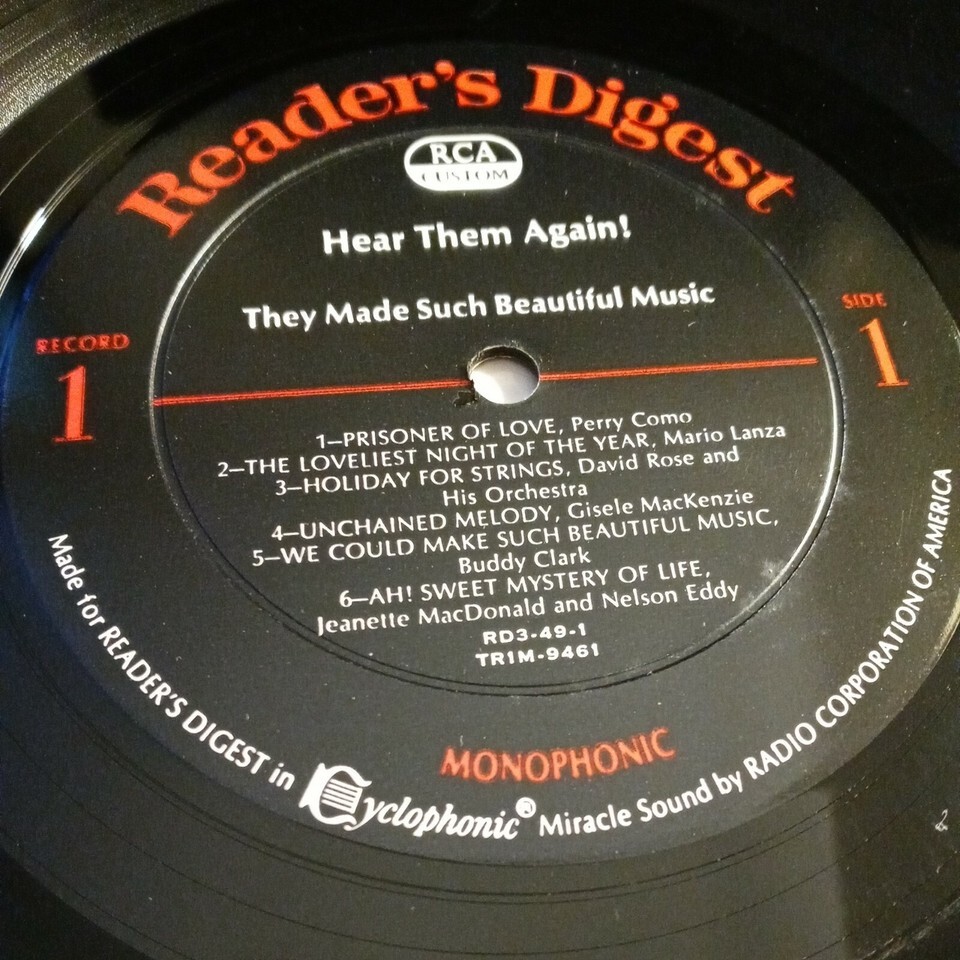 Reader's Digest
RCA
CUSTOM
Hear Them Again!
They Made Such Beautiful Music
RECORD
1
SIDE
1
1—PRISONER OF LOVE, Perry Como
2—THE LOVELIEST NIGHT OF THE YEAR, Mario Lanza
3—HOLIDAY FOR STRINGS, David Rose and
His Orchestra
4—UNCHAINED MELODY, Gisele MacKenzie
5—WE COULD MAKE SUCH BEAUTIFUL MUSIC,
Buddy Clark
6—AH! SWEET MYSTERY OF LIFE,
Jeanette MacDonald and Nelson Eddy
RD3-49-1
TR1M-9461
MONOPHONIC
Made for READER'S DIGEST in Cyclophonic® Miracle Sound by RADIO CORPORATION OF AMERICA